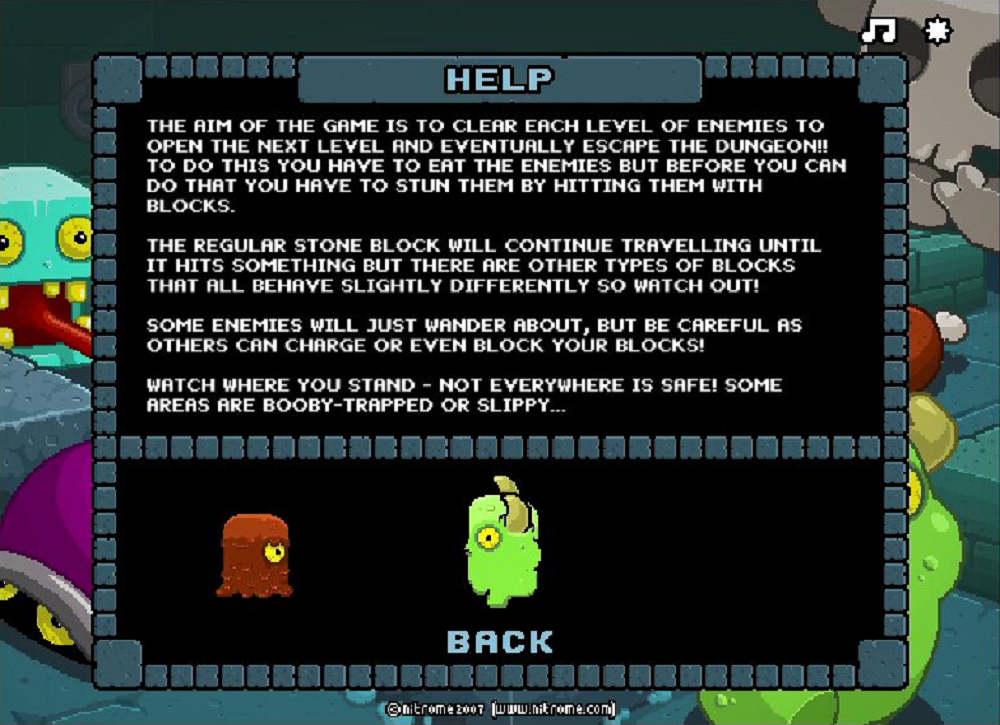 HELP
THE AIM OF THE GAME IS TO CLEAR EACH LEVEL OF ENEMIES TO
OPEN THE NEXT LEVEL AND EVENTUALLY ESCAPE THE DUNGEON!!
TO DO THIS YOU HAVE TO EAT THE ENEMIES BUT BEFORE YOU CAN
DO THAT YOU HAVE TO STUN THEM BY HITTING THEM WITH
BLOCKS.
THE REGULAR STONE BLOCK WILL CONTINUE TRAVELLING UNTIL
IT HITS SOMETHING BUT THERE ARE OTHER TYPES OF BLOCKS
THAT ALL BEHAVE SLIGHTLY DIFFERENTLY SO WATCH OUT!
SOME ENEMIES WILL JUST WANDER ABOUT, BUT BE CAREFUL AS
OTHERS CAN CHARGE OR EVEN BLOCK YOUR BLOCKS!
WATCH WHERE YOU STAND - NOT EVERYWHERE IS SAFE! SOME
AREAS ARE BOOBY-TRAPPED OR SLIPPY...
BACK
©nitrome2007 (www.nitrome.com)